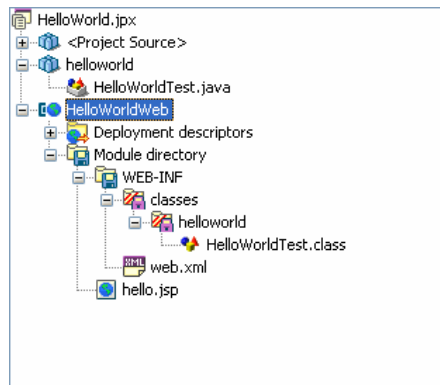 HelloWorld.jpx
<Project Source>
helloworld
HelloWorldTest.java
HelloWorldWeb
Deployment descriptors
Module directory
WEB-INF
classes
helloworld
HelloWorldTest.class
XML web.xml
hello.jsp